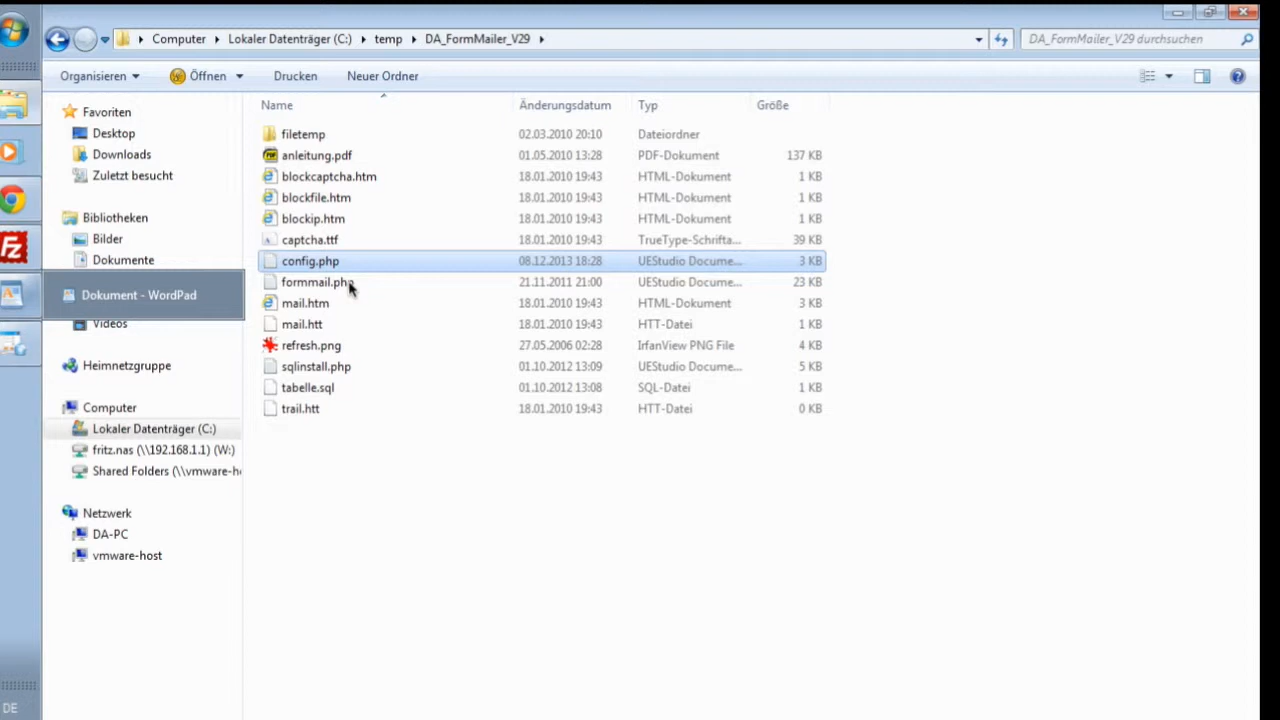 Computer Lokaler Datenträger (C:) temp DA_FormMailer_V29 DA_FormMailer_V29 durchsuchen
Organisieren Öffnen Drucken Neuer Ordner
Name Änderungsdatum Typ Größe
Favoriten
Desktop
Downloads
Zuletzt besucht
Bibliotheken
Bilder
Dokumente
Dokument - WordPad
Videos
Heimnetzgruppe
Computer
Lokaler Datenträger (C:)
fritz.nas (\\192.168.1.1) (W:)
Shared Folders (\\vmware-h
Netzwerk
DA-PC
vmware-host
filetemp 02.03.2010 20:10 Dateiordner
anleitung.pdf 01.05.2010 13:28 PDF-Dokument 137 KB
blockcaptcha.htm 18.01.2010 19:43 HTML-Dokument 1 KB
blockfile.htm 18.01.2010 19:43 HTML-Dokument 1 KB
blockip.htm 18.01.2010 19:43 HTML-Dokument 1 KB
captcha.ttf 18.01.2010 19:43 TrueType-Schrifta... 39 KB
config.php 08.12.2013 18:28 UEStudio Docume... 3 KB
formmail.php 21.11.2011 21:00 UEStudio Docume... 23 KB
mail.htm 18.01.2010 19:43 HTML-Dokument 3 KB
mail.htt 18.01.2010 19:43 HTT-Datei 1 KB
refresh.png 27.05.2006 02:28 IrfanView PNG File 4 KB
sqlinstall.php 01.10.2012 13:09 UEStudio Docume... 5 KB
tabelle.sql 01.10.2012 13:08 SQL-Datei 1 KB
trail.htt 18.01.2010 19:43 HTT-Datei 0 KB
DE